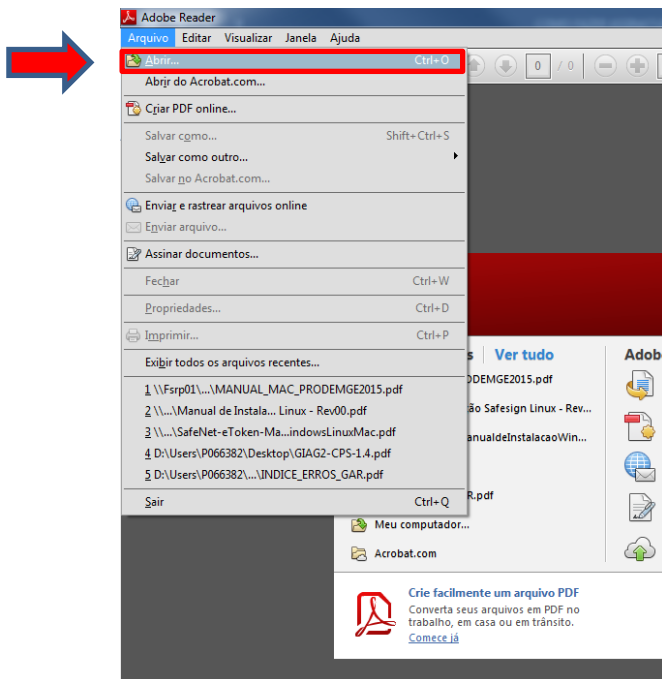 Adobe Reader
Arquivo Editar Visualizar Janela Ajuda
Abrir... Ctrl+O
0 / 0
Abrir do Acrobat.com...
Criar PDF online...
Salvar como... Shift+Ctrl+S
Salvar como outro...
Salvar no Acrobat.com...
Enviar e rastrear arquivos online
Enviar arquivo...
Assinar documentos...
Fechar Ctrl+W
Propriedades... Ctrl+D
Imprimir... Ctrl+P
Exibir todos os arquivos recentes...
1 \\Fsrp01\...\MANUAL_MAC_PRODEMGE2015.pdf
2 \\...\Manual de Instala... Linux - Rev00.pdf
3 \\...\SafeNet-eToken-Ma...indowsLinuxMac.pdf
4 D:\Users\P066382\Desktop\GIAG2-CPS-1.4.pdf
5 D:\Users\P066382\...\INDICE_ERROS_GAR.pdf
Sair Ctrl+Q
s Ver tudo
ODEMGE2015.pdf
ão Safesign Linux - Rev...
anualdeInstalacaoWin...
R.pdf
Meu computador...
Acrobat.com
Adob
Crie facilmente um arquivo PDF
Converta seus arquivos em PDF no
trabalho, em casa ou em trânsito.
Comece já